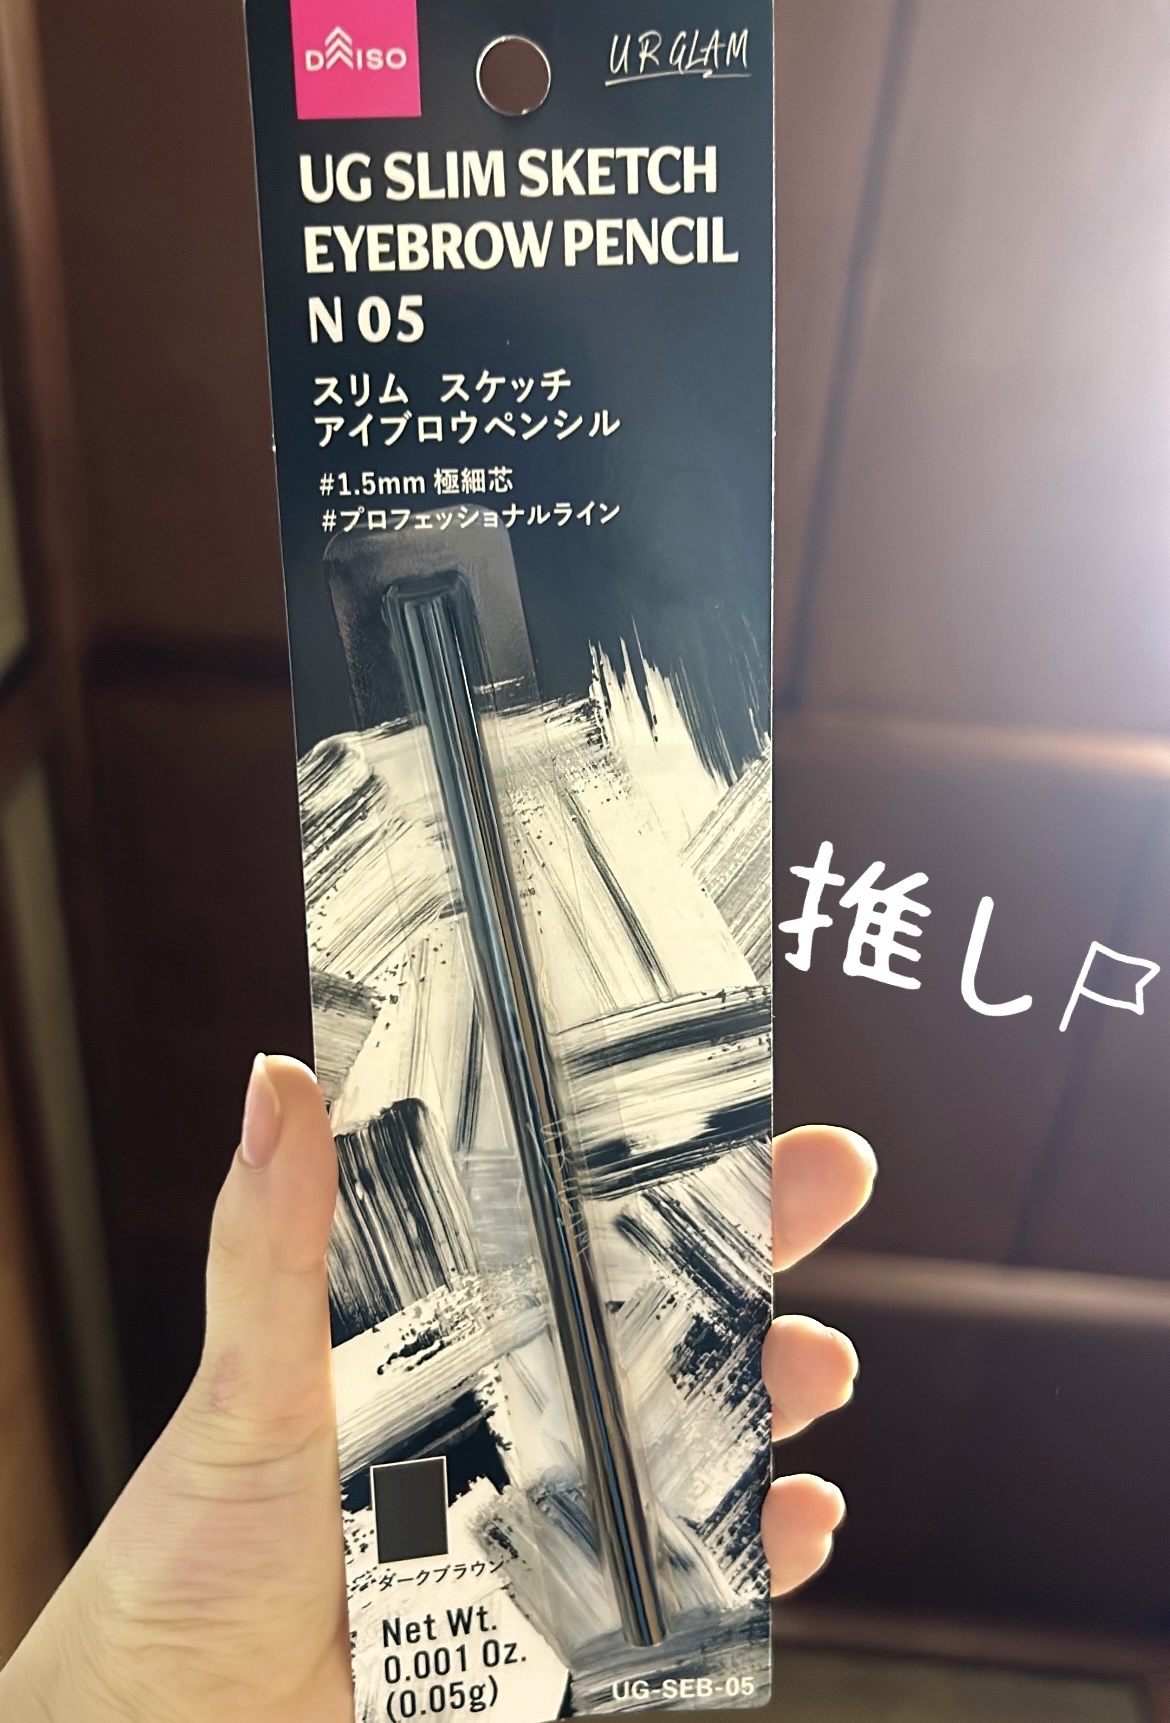 DAISO
UR GLAM
UG SLIM SKETCH
EYEBROW PENCIL
N 05
スリム スケッチ
アイブロウペンシル
#1.5mm 極細芯
#プロフェッショナルライン
推し
UR GLAM
ダークブラウン
Net Wt.
0.001 Oz.
(0.05g)
UG-SEB-05